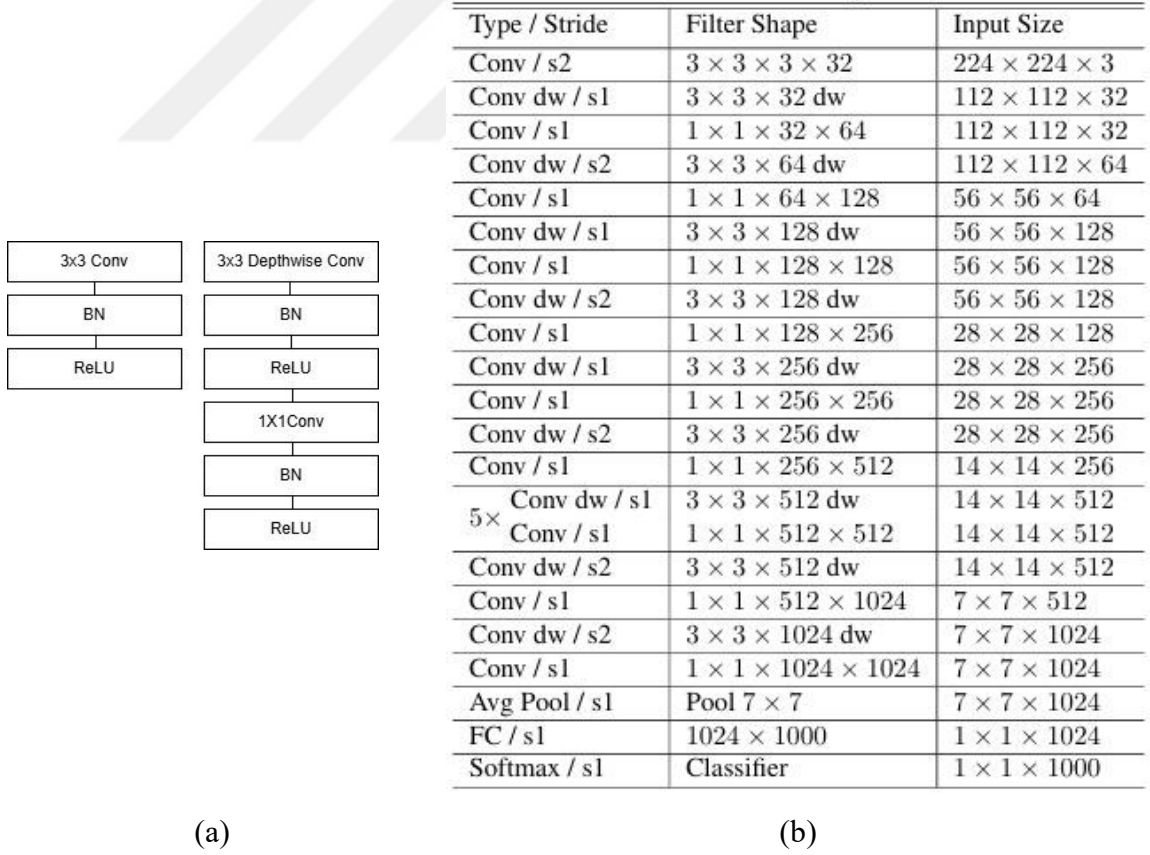 3x3 Conv
BN
ReLU
3x3 Depthwise Conv
BN
ReLU
1X1Conv
BN
ReLU
(a)
Type / Stride Filter Shape Input Size
Conv / s2 3 × 3 × 3 × 32 224 × 224 × 3
Conv dw / s1 3 × 3 × 32 dw 112 × 112 × 32
Conv / s1 1 × 1 × 32 × 64 112 × 112 × 32
Conv dw / s2 3 × 3 × 64 dw 112 × 112 × 64
Conv / s1 1 × 1 × 64 × 128 56 × 56 × 64
Conv dw / s1 3 × 3 × 128 dw 56 × 56 × 128
Conv / s1 1 × 1 × 128 × 128 56 × 56 × 128
Conv dw / s2 3 × 3 × 128 dw 56 × 56 × 128
Conv / s1 1 × 1 × 128 × 256 28 × 28 × 128
Conv dw / s1 3 × 3 × 256 dw 28 × 28 × 256
Conv / s1 1 × 1 × 256 × 256 28 × 28 × 256
Conv dw / s2 3 × 3 × 256 dw 28 × 28 × 256
Conv / s1 1 × 1 × 256 × 512 14 × 14 × 256
5× Conv dw / s1 3 × 3 × 512 dw 14 × 14 × 512
Conv / s1 1 × 1 × 512 × 512 14 × 14 × 512
Conv dw / s2 3 × 3 × 512 dw 14 × 14 × 512
Conv / s1 1 × 1 × 512 × 1024 7 × 7 × 512
Conv dw / s2 3 × 3 × 1024 dw 7 × 7 × 1024
Conv / s1 1 × 1 × 1024 × 1024 7 × 7 × 1024
Avg Pool / s1 Pool 7 × 7 7 × 7 × 1024
FC / s1 1024 × 1000 1 × 1 × 1024
Softmax / s1 Classifier 1 × 1 × 1000
(b)